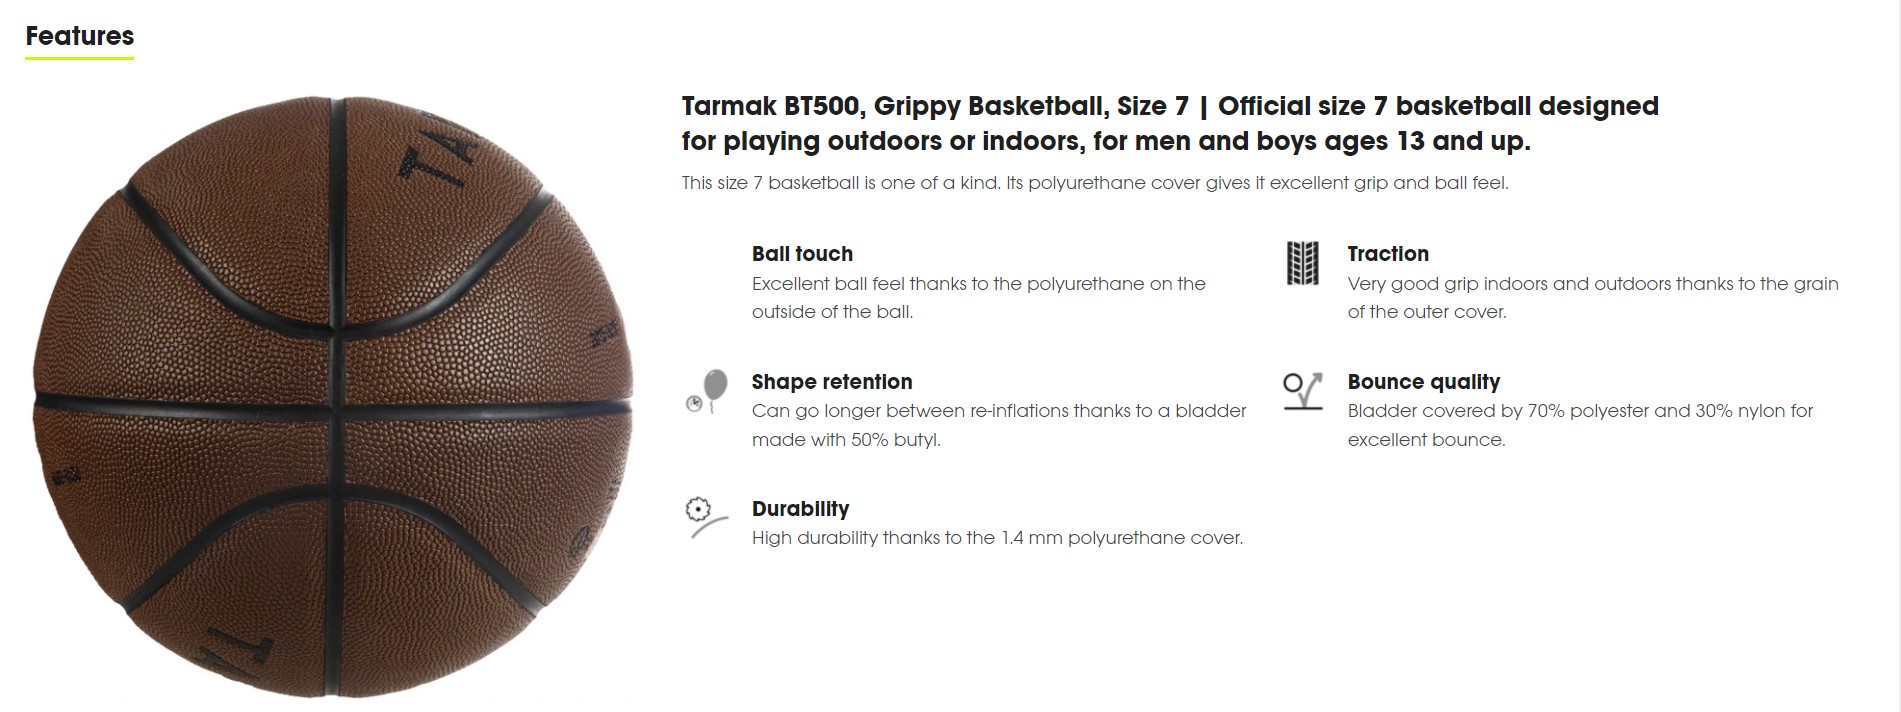 Features
Tarmak BT500, Grippy Basketball, Size 7 | Official size 7 basketball designed
for playing outdoors or indoors, for men and boys ages 13 and up.
This size 7 basketball is one of a kind. Its polyurethane cover gives it excellent grip and ball feel.
Ball touch
Excellent ball feel thanks to the polyurethane on the
outside of the ball.
Traction
Very good grip indoors and outdoors thanks to the grain
of the outer cover.
Shape retention
Can go longer between re-inflations thanks to a bladder
made with 50% butyl.
Bounce quality
Bladder covered by 70% polyester and 30% nylon for
excellent bounce.
Durability
High durability thanks to the 1.4 mm polyurethane cover.